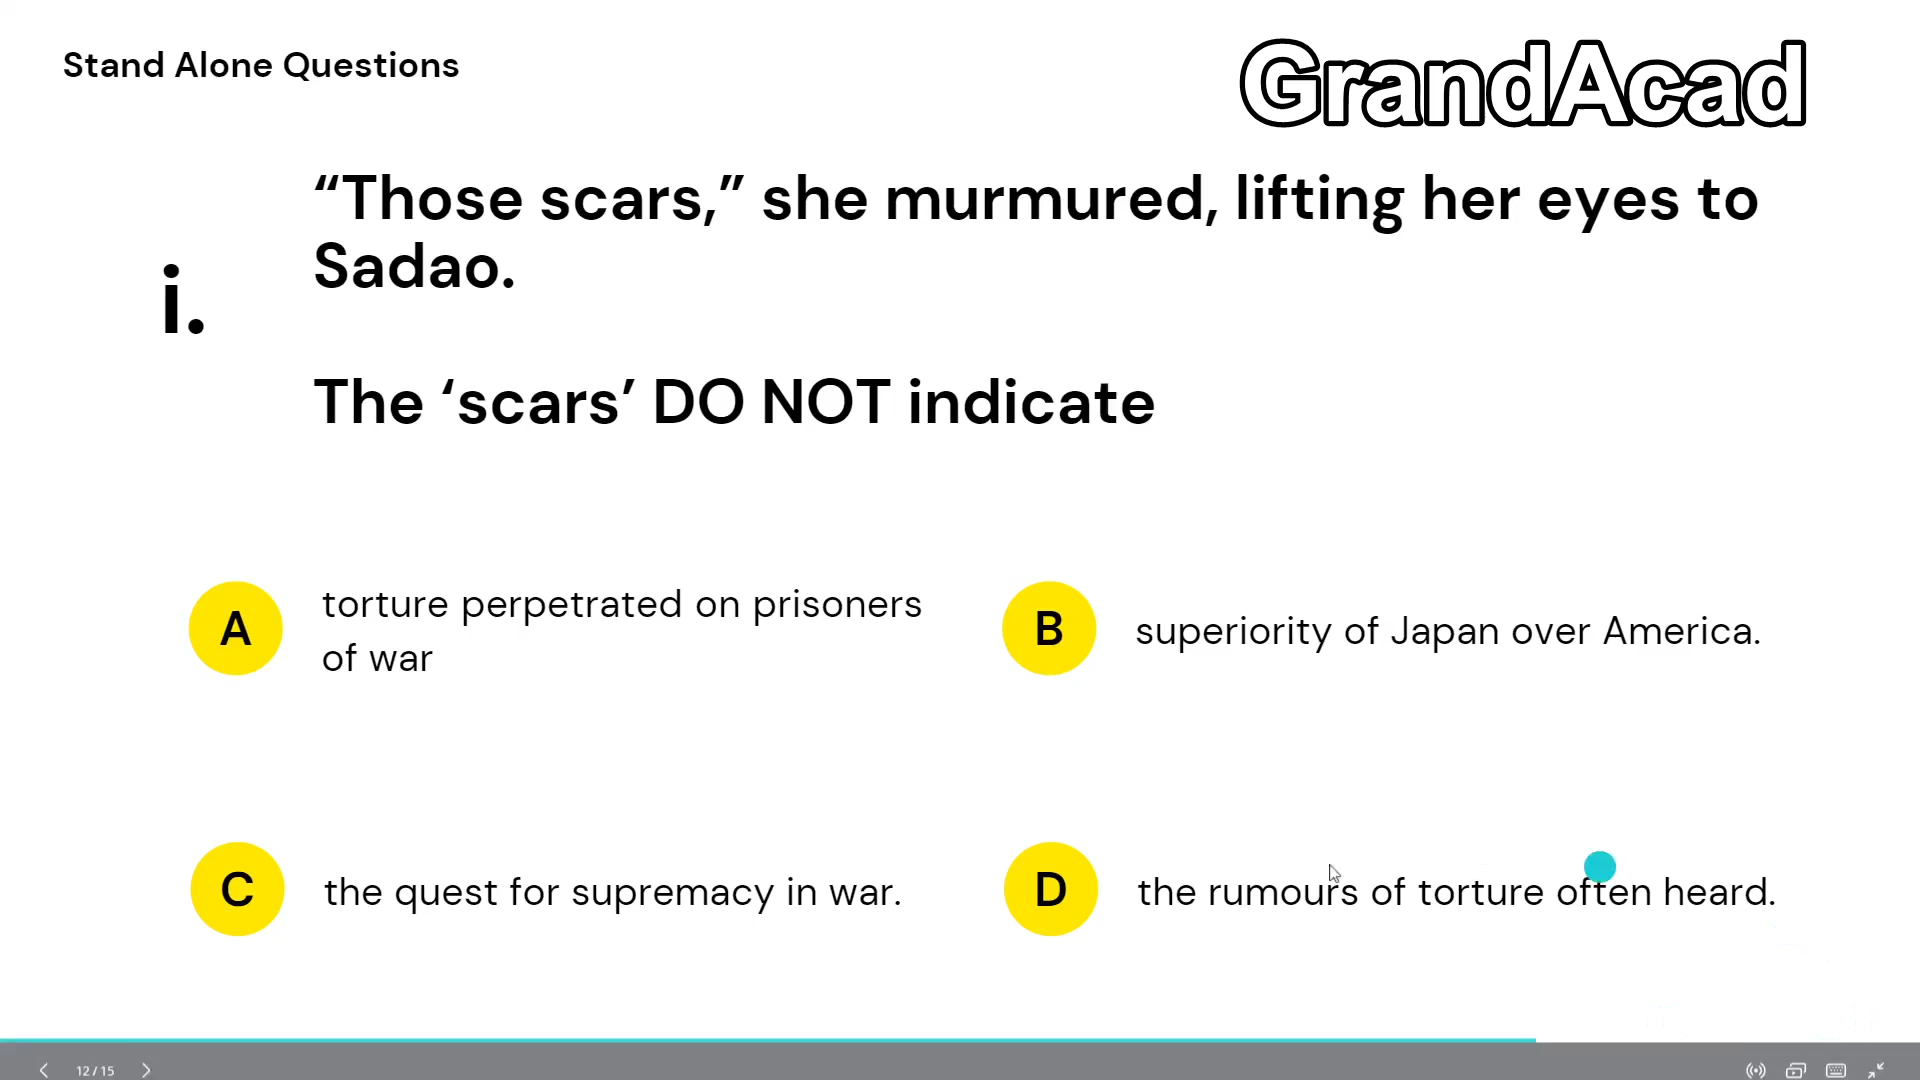 Stand Alone Questions
GrandAcad
“Those scars,” she murmured, lifting her eyes to
Sadao.
i.
The ‘scars’ DO NOT indicate
A
torture perpetrated on prisoners
of war
B
superiority of Japan over America.
C
the quest for supremacy in war.
D
the rumours of torture often heard.
12 / 15